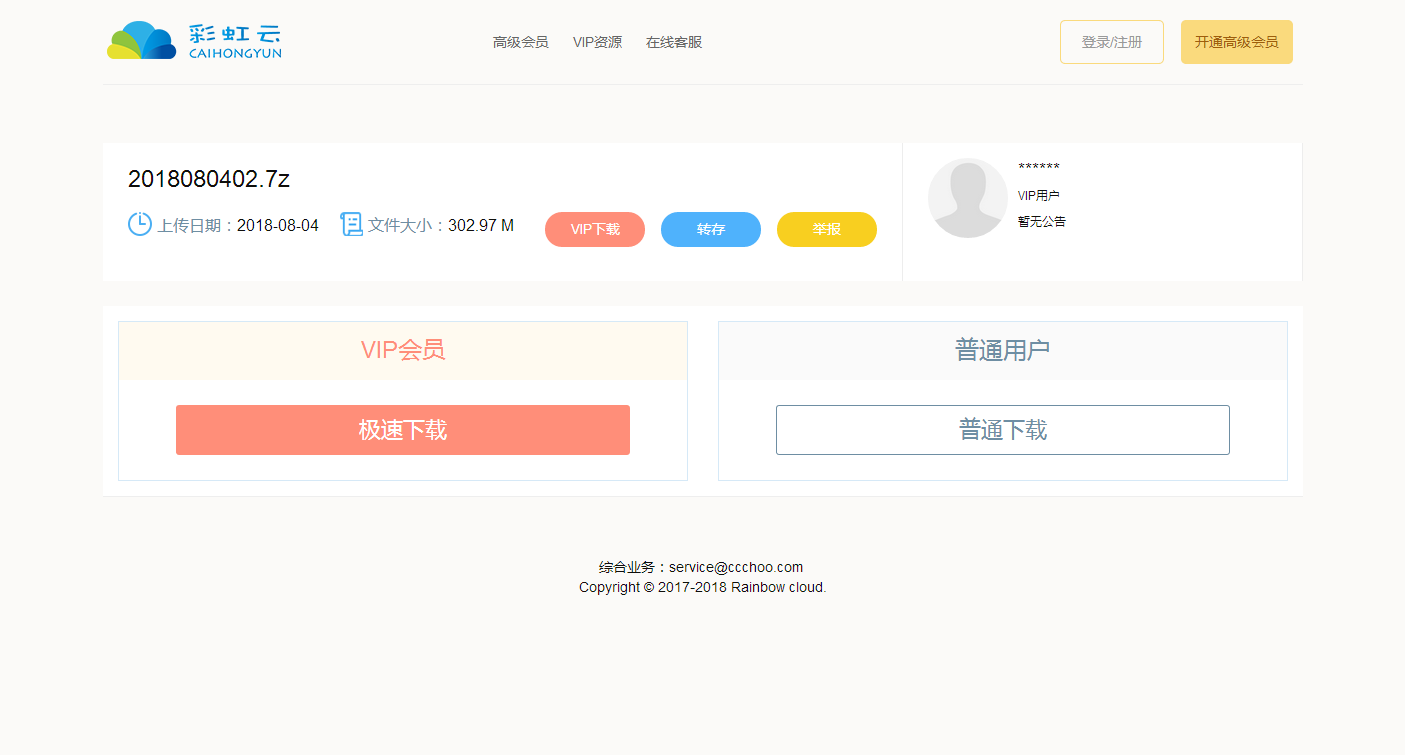 彩虹云
CAIHONGYUN
高级会员 VIP资源 在线客服
登录/注册 开通高级会员
2018080402.7z
上传日期：2018-08-04 文件大小：302.97 M
VIP下载 转存 举报
******
VIP用户
暂无公告
VIP会员
极速下载
普通用户
普通下载
综合业务：service@ccchoo.com
Copyright © 2017-2018 Rainbow cloud.